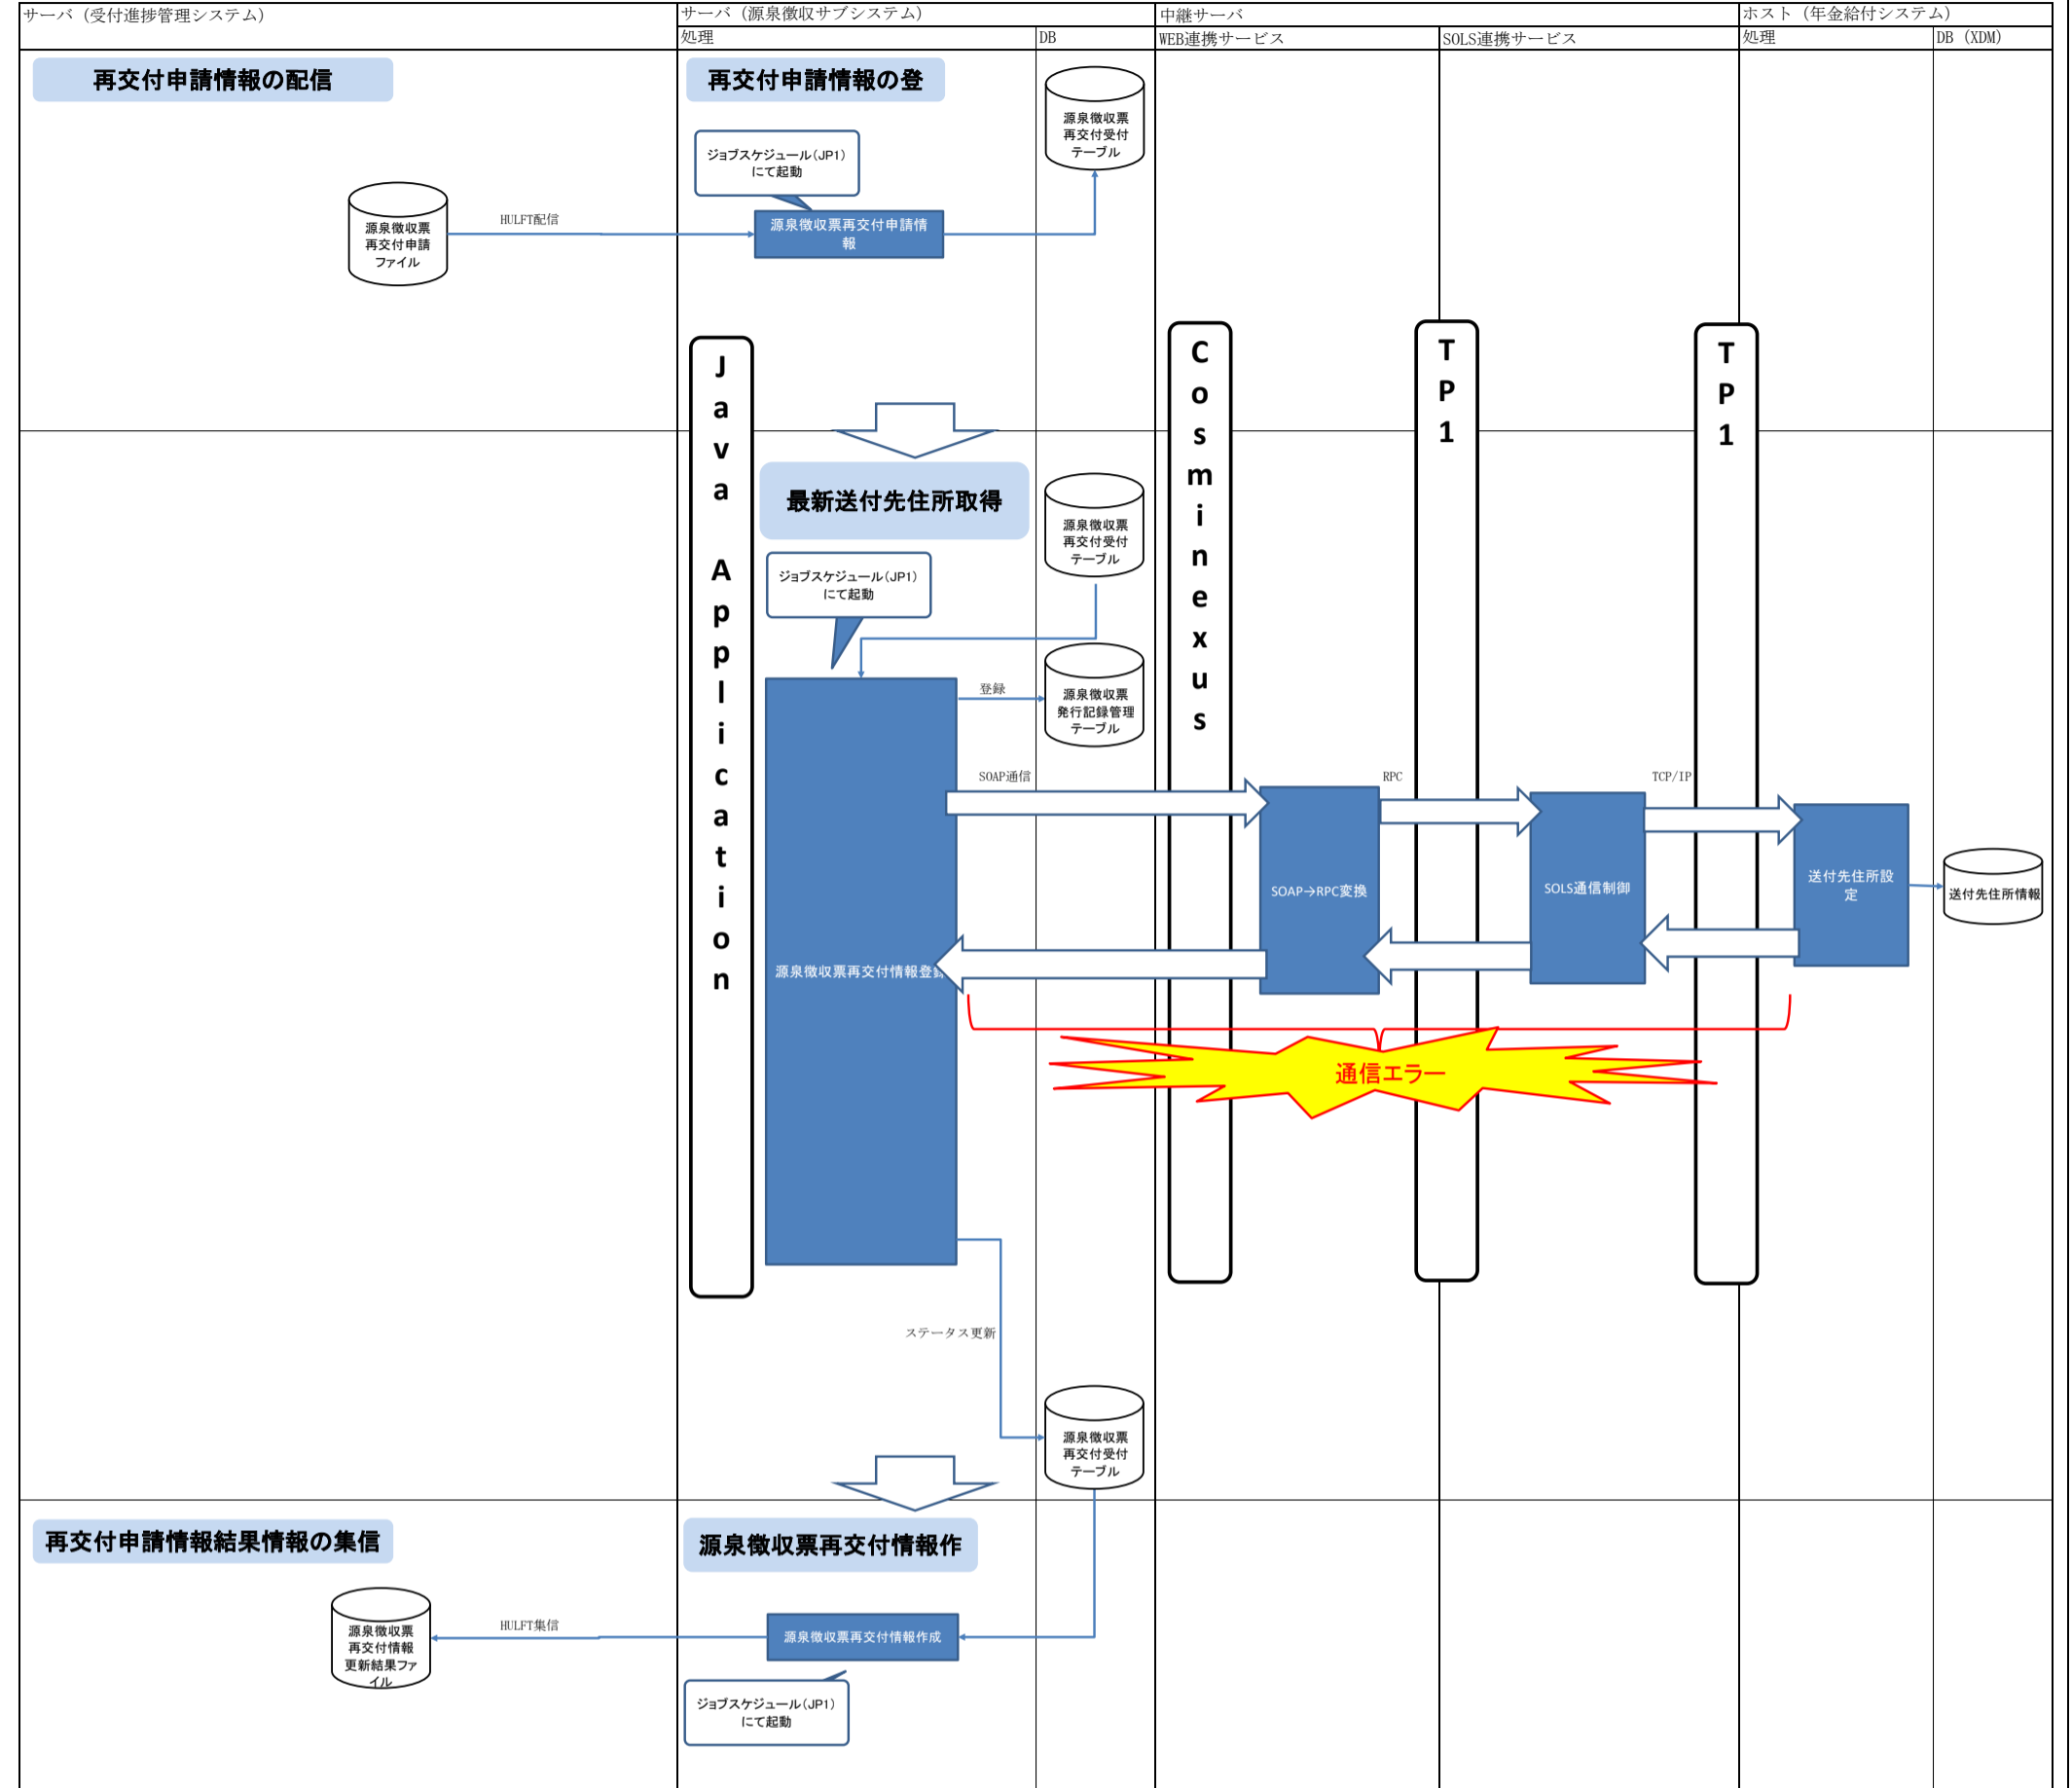 サーバ（受付進捗管理システム）
サーバ（源泉徴収サブシステム）
中継サーバ
ホスト（年金給付システム）
処理
DB
WEB連携サービス
SOLS連携サービス
処理
DB（XDM）
再交付申請情報の配信
再交付申請情報の登
源泉徴収票
再交付受付
テーブル
ジョブスケジュール（JP1）
にて起動
源泉徴収票
再交付申請
ファイル
HULFT配信
源泉徴収票再交付申請情
報
Java Application
Cosminexus
TP1
TP1
最新送付先住所取得
源泉徴収票
再交付受付
テーブル
ジョブスケジュール（JP1）
にて起動
登録
源泉徴収票
発行記録管理
テーブル
SOAP通信
RPC
TCP/IP
源泉徴収票再交付情報登録
SOAP→RPC変換
SOLS通信制御
送付先住所設
定
送付先住所情報
通信エラー
ステータス更新
源泉徴収票
再交付受付
テーブル
再交付申請情報結果情報の集信
源泉徴収票再交付情報作
源泉徴収票
再交付情報
更新結果ファ
イル
HULFT集信
源泉徴収票再交付情報作成
ジョブスケジュール（JP1）
にて起動